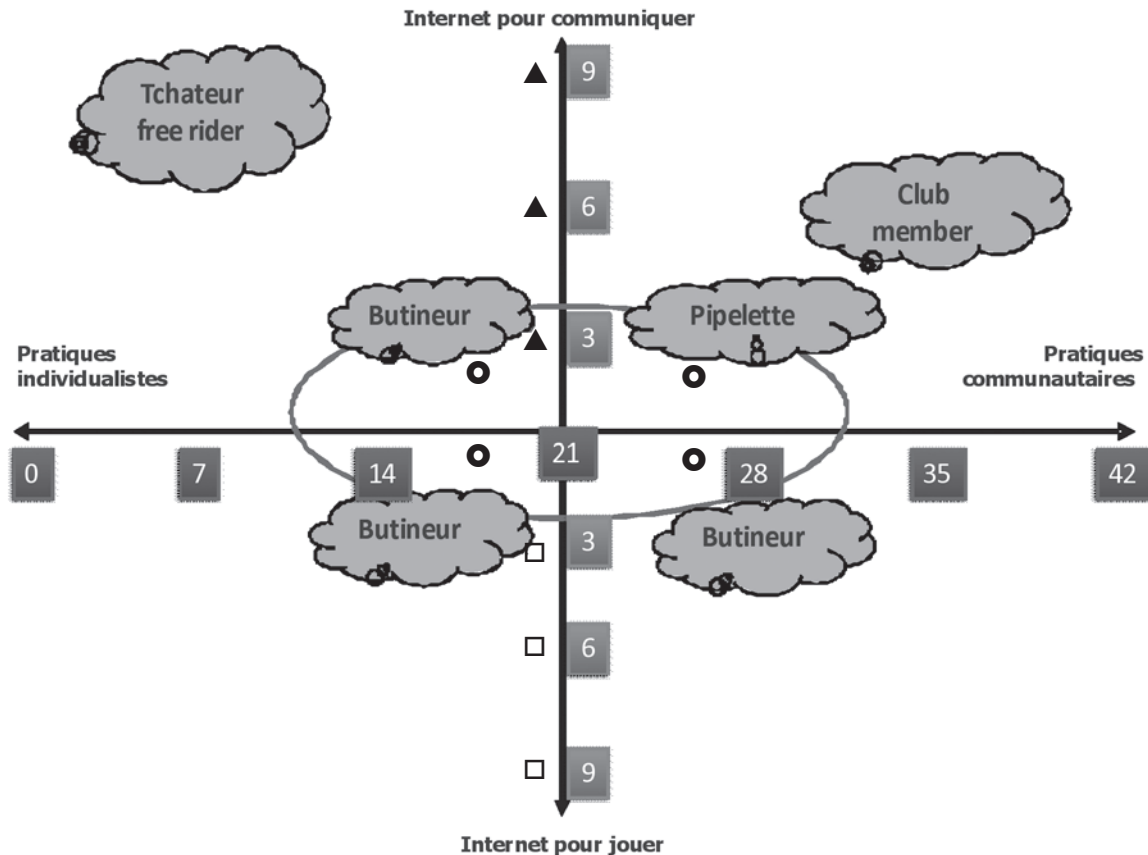 Internet pour communiquer
Tchateur
free rider
9
Club
member
6
Butineur
Pipelette
3
Pratiques
individualistes
Pratiques
communautaires
0
7
14
21
28
35
42
Butineur
3
Butineur
6
9
Internet pour jouer